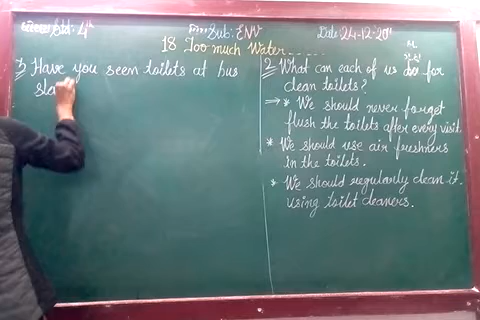 Std: 4th
Sub: ENV
Date: 24-12-20
18 Too much Water
3 Have you seen toilets at bus
sta
2 What can each of us do for
clean toilets?
⇒ * We should never forget
flush the toilets after every visit.
* We should use air freshners
in the toilets.
* We should regularly clean it.
using toilet cleaners.